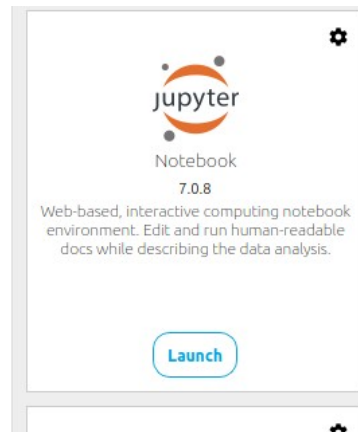 Jupyter
Notebook
7.0.8
Web-based, interactive computing notebook
environment. Edit and run human-readable
docs while describing the data analysis.
Launch